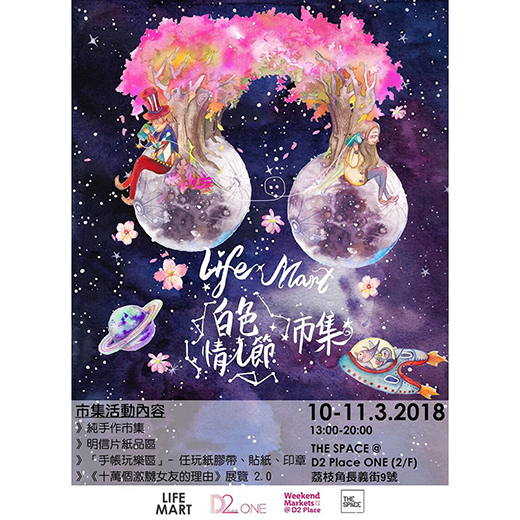 Life Mart
白色
情人節
市集
市集活動內容
》純手作市集
》明信片紙品區
》「手帳玩樂區」- 任玩紙膠帶、貼紙、印章
》《十萬個激嬲女友的理由》展覽 2.0
10-11.3.2018
13:00-20:00
THE SPACE @
D2 Place ONE (2/F)
荔枝角長義街9號
LIFE
MART
D2 ONE
Weekend
Markets
@ D2 Place
THE
SPACE